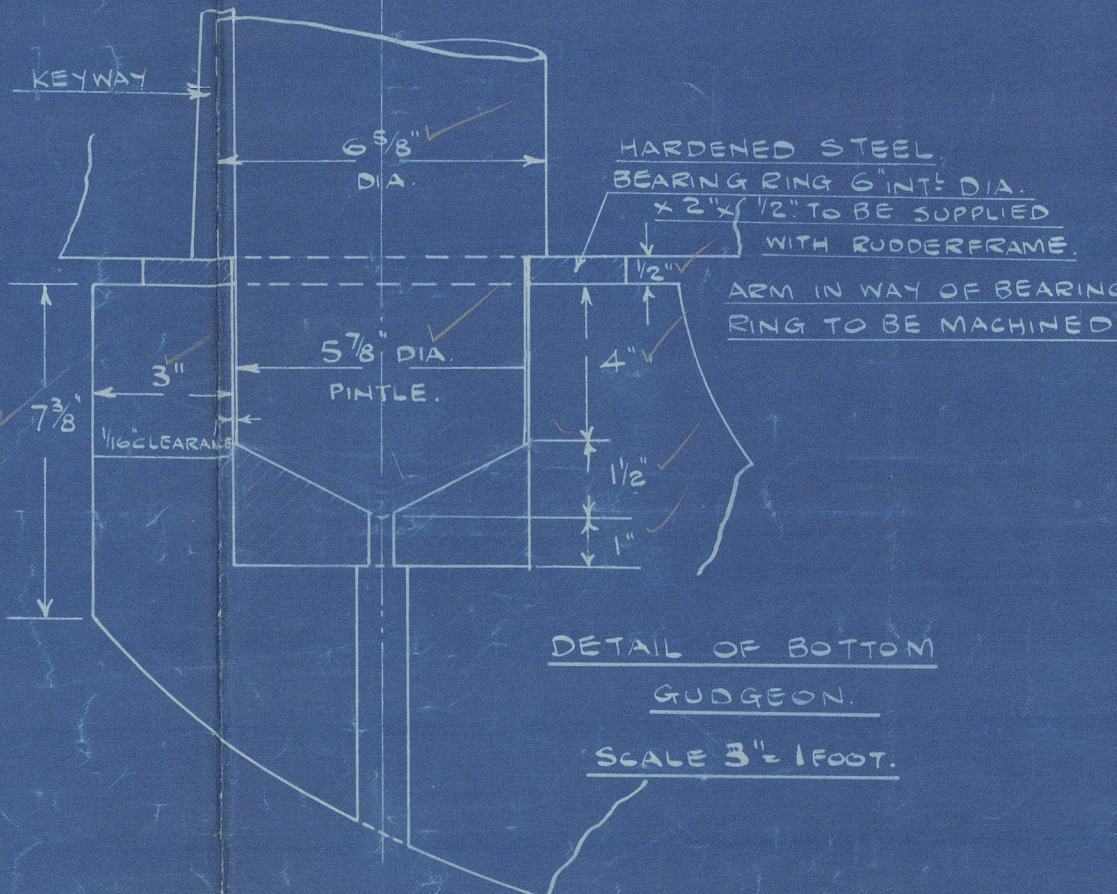 KEYWAY
6 5/8"
DIA.
HARDENED STEEL.
BEARING RING 6" INTL DIA.
x 2" x 1/2" TO BE SUPPLIED
WITH RUDDERFRAME.
1/2"
ARM IN WAY OF BEARING
RING TO BE MACHINED
5 7/8" DIA.
PINTLE.
4"
3"
7 3/8"
1/16" CLEARANCE
1 1/2"
1"
DETAIL OF BOTTOM
GUDGEON.
SCALE 3" = 1 FOOT.